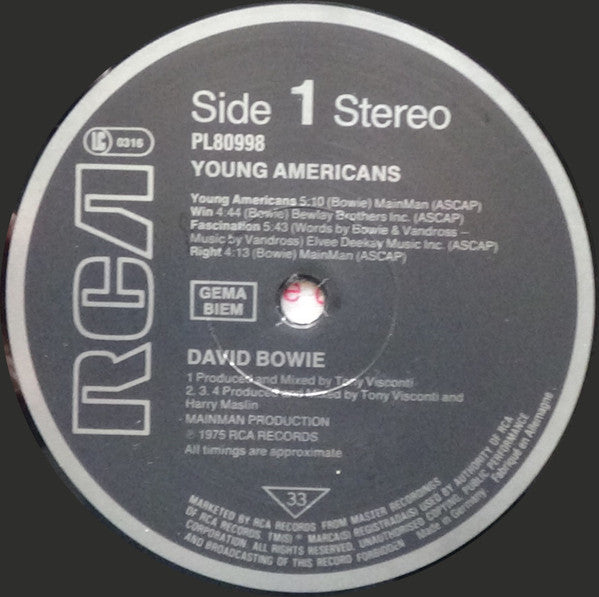 RCA
LC 0316
Side 1 Stereo
PL80998
YOUNG AMERICANS
Young Americans 5:10 (Bowie) MainMan (ASCAP)
Win 4:44 (Bowie) Bewlay Brothers Inc. (ASCAP)
Fascination 5.43 (Words by Bowie & Vandross –
Music by Vandross) Elvee Deekay Music Inc. (ASCAP)
Right 4:13 (Bowie) MainMan (ASCAP)
GEMA
BIEM
DAVID BOWIE
1 Produced and Mixed by Tony Visconti
2. 3. 4 Produced and Mixed by Tony Visconti and
Harry Maslin
MAINMAN PRODUCTION
℗ 1975 RCA RECORDS
All timings are approximate
33
MARKETED BY RCA RECORDS FROM MASTER RECORDINGS
OF RCA RECORDS. TM(S) ® MARCA(S) REGISTRADA(S) USED BY AUTHORITY OF RCA
CORPORATION. ALL RIGHTS RESERVED. UNAUTHORISED COPYING, PUBLIC PERFORMANCE
AND BROADCASTING OF THIS RECORD FORBIDDEN
Made in Germany. Fabriqué en Allemagne